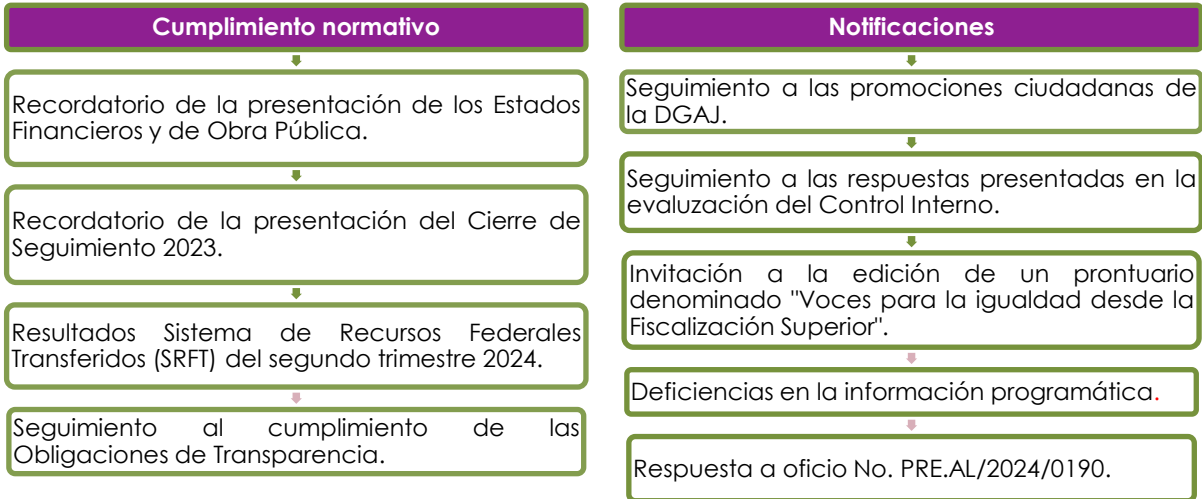 Cumplimiento normativo
Recordatorio de la presentación de los Estados
Financieros y de Obra Pública.
Recordatorio de la presentación del Cierre de
Seguimiento 2023.
Resultados Sistema de Recursos Federales
Transferidos (SRFT) del segundo trimestre 2024.
Seguimiento al cumplimiento de las
Obligaciones de Transparencia.
Notificaciones
Seguimiento a las promociones ciudadanas de
la DGAJ.
Seguimiento a las respuestas presentadas en la
evaluzación del Control Interno.
Invitación a la edición de un prontuario
denominado "Voces para la igualdad desde la
Fiscalización Superior".
Deficiencias en la información programática.
Respuesta a oficio No. PRE.AL/2024/0190.